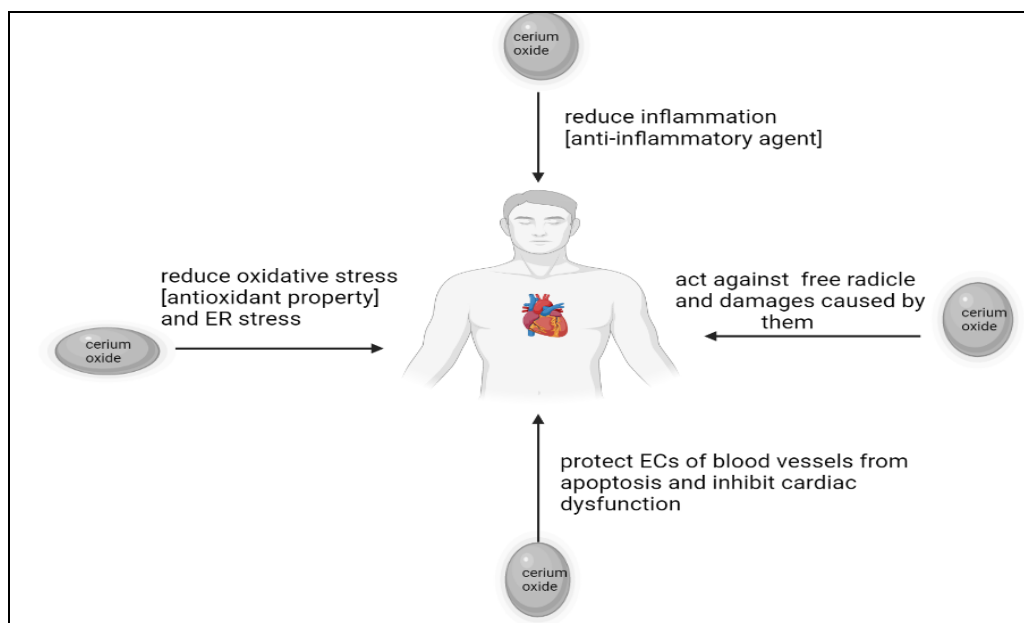 cerium
oxide
reduce inflammation
[anti-inflammatory agent]
reduce oxidative stress
[antioxidant property]
and ER stress
cerium
oxide
act against  free radicle
and damages caused by
them
cerium
oxide
protect ECs of blood vessels from
apoptosis and inhibit cardiac
dysfunction
cerium
oxide